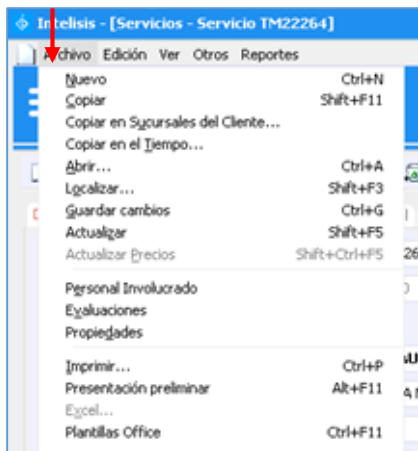 Intelisis - [Servicios - Servicio TM22264]
Archivo Edición Ver Otros Reportes
Nuevo Ctrl+N
Copiar Shift+F11
Copiar en Sucursales del Cliente...
Copiar en el Tiempo...
Abrir... Ctrl+A
Localizar... Shift+F3
Guardar cambios Ctrl+G
Actualizar Shift+F5
Actualizar Precios Shift+Ctrl+F5
Personal Involucrado
Evaluaciones
Propiedades
Imprimir... Ctrl+P
Presentación preliminar Alt+F11
Excel...
Plantillas Office Ctrl+F11